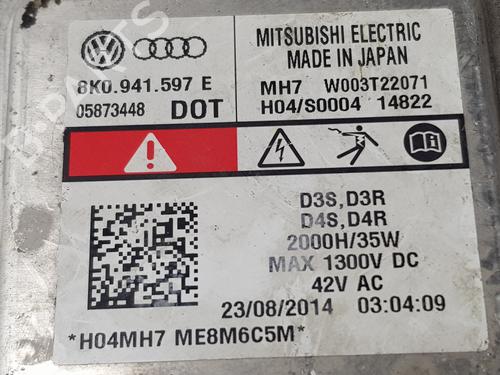 MITSUBISHI ELECTRIC
MADE IN JAPAN
8K0.941.597 E
05873448 DOT
MH7 W003T22071
H04/S0004 14822
D3S,D3R
D4S,D4R
2000H/35W
MAX 1300V DC
42V AC
23/08/2014 03:04:09
*H04MH7 ME8M6C5M*